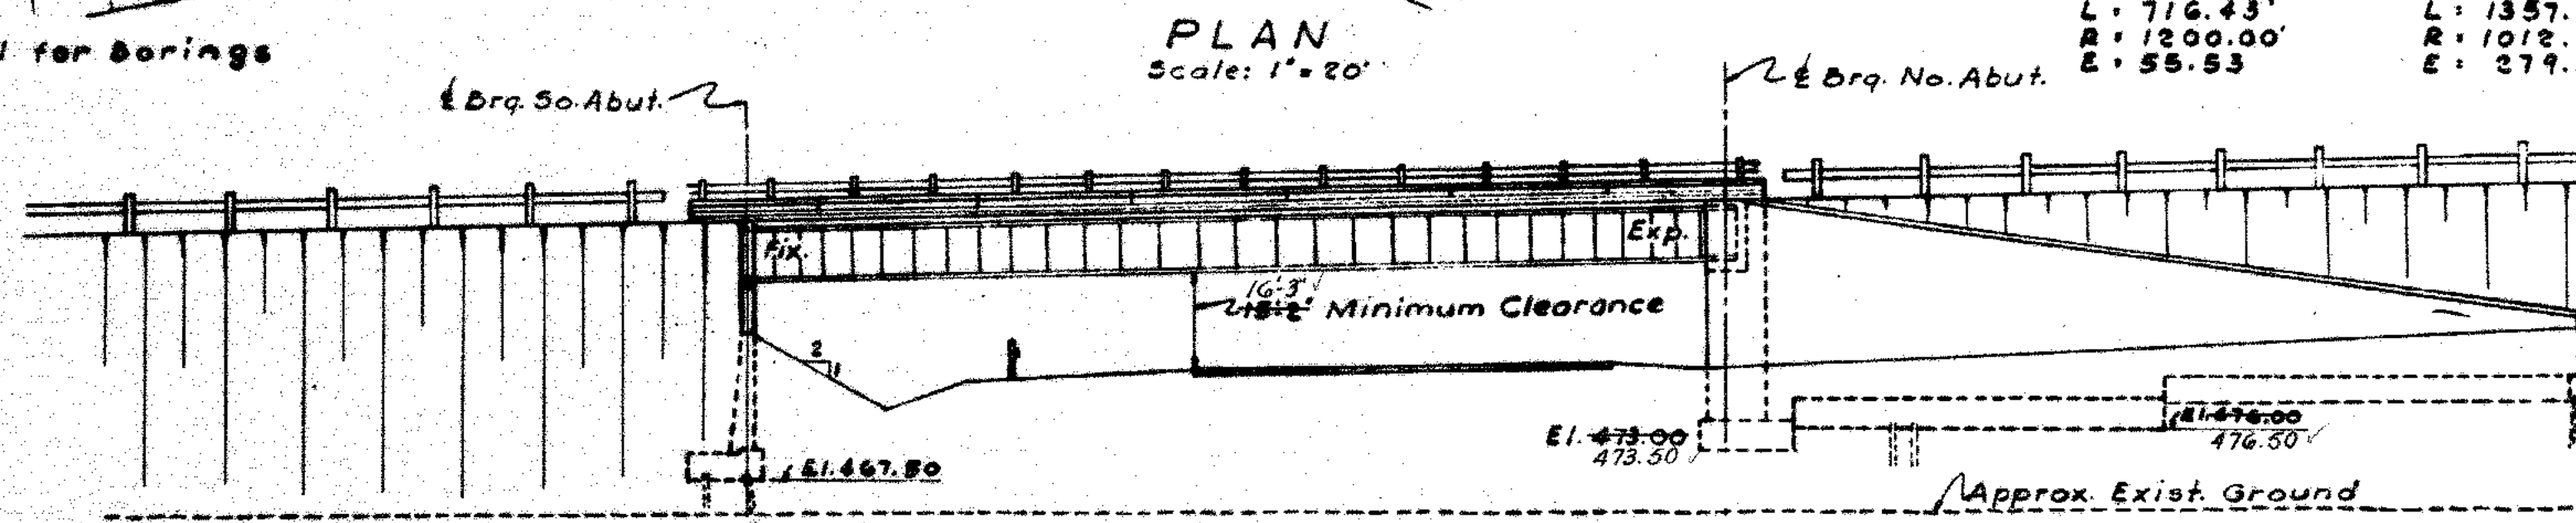 for Borings
PLAN
Scale: 1" = 20'
L = 716.43'
R = 1200.00'
E = 55.53
L = 1357.
R = 1012.
E = 279.
℄ Brg. So. Abut.
℄ Brg. No. Abut.
Fix.
Exp.
16'-3" ✓
Minimum Clearance
2
1
El. 467.50
El. 473.00
473.50 ✓
El. 476.00
476.50 ✓
Approx. Exist. Ground